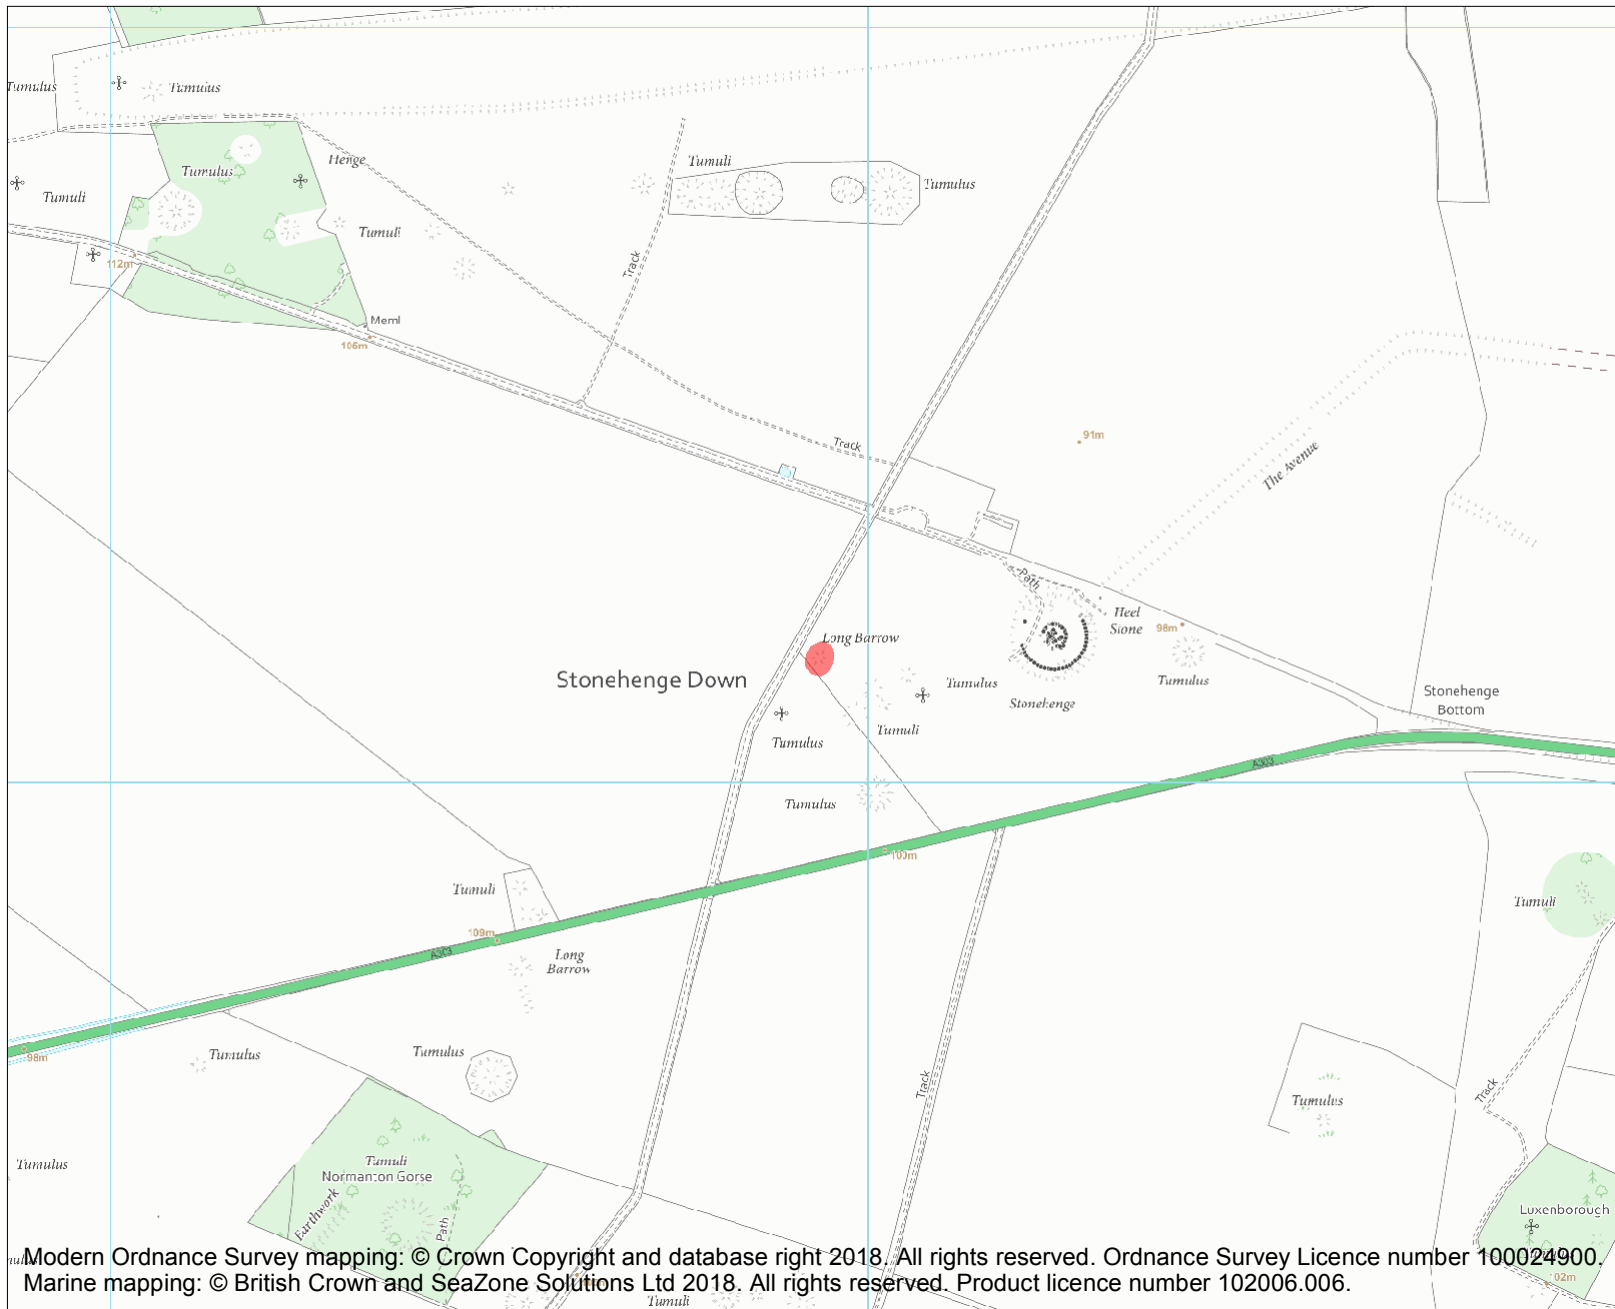 Tumulus
Tumulus
Henge
Tumuli
Tumulus
Tumulus
Tumuli
Tumuli
Track
112m
Meml
106m
Track
91m
The Avenue
Path
Heel
Stone
98m
Long Barrow
Stonehenge Down
Tumulus
Tumulus
Stonehenge
Stonehenge
Bottom
Tumuli
Tumulus
A303
Tumulus
100m
Tumuli
Tumuli
109m
A303
Long
Barrow
98m
Tumulus
Tumulus
Track
Track
Tumulus
Tumulus
Tumuli
Normanton Gorse
Earthwork
Path
Luxenborough
Modern Ordnance Survey mapping: © Crown Copyright and database right 2018. All rights reserved. Ordnance Survey Licence number 100024900.
Marine mapping: © British Crown and SeaZone Solutions Ltd 2018. All rights reserved. Product licence number 102006.006.
102m
Tumuli